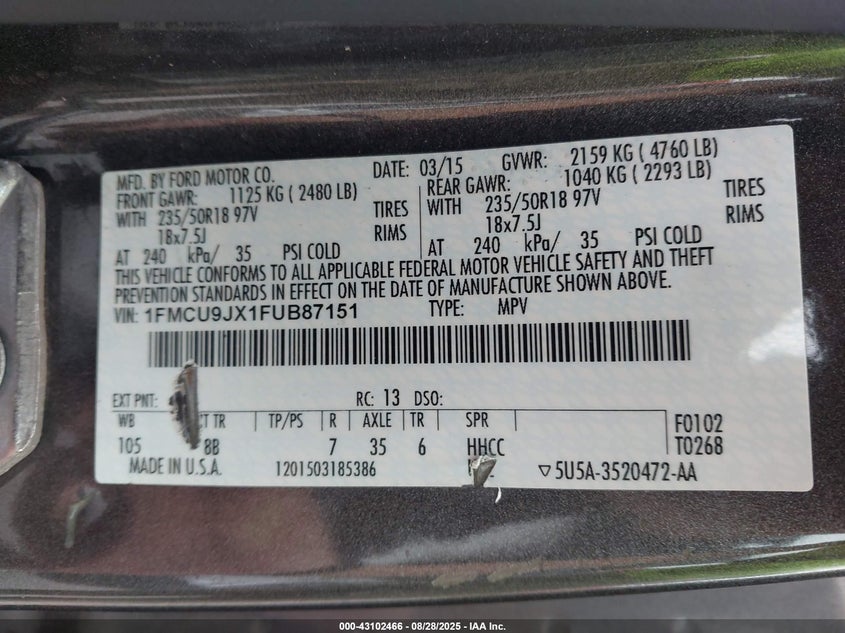 MFD. BY FORD MOTOR CO. DATE: 03/15 GVWR: 2159 KG ( 4760 LB)
FRONT GAWR: 1125 KG ( 2480 LB) REAR GAWR: 1040 KG ( 2293 LB)
WITH 235/50R18 97V TIRES WITH 235/50R18 97V TIRES
18x7.5J RIMS 18x7.5J RIMS
AT 240 kPa/ 35 PSI COLD AT 240 kPa/ 35 PSI COLD
THIS VEHICLE CONFORMS TO ALL APPLICABLE FEDERAL MOTOR VEHICLE SAFETY AND THEFT
PREVENTION STANDARDS IN EFFECT ON THE DATE OF MANUFACTURE SHOWN ABOVE.
VIN: 1FMCU9JX1FUB87151 TYPE: MPV
EXT PNT: RC: 13 DSO:
WB TR TP/PS R AXLE TR SPR F0102
105 8B 7 35 6 HHCC T0268
MADE IN U.S.A. 1201503185386 ▽5U5A-3520472-AA
000-43102466 - 08/28/2025 - IAA Inc.